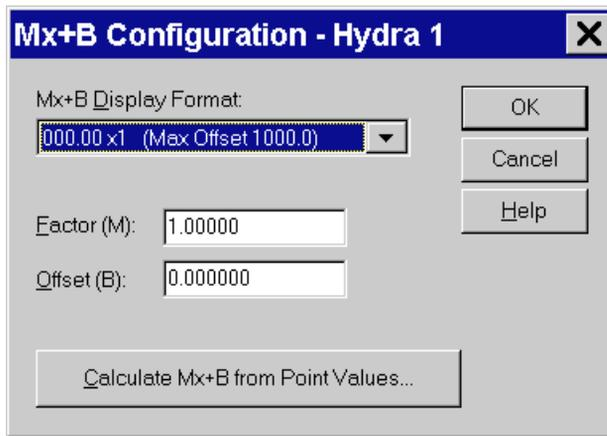 Mx+B Configuration - Hydra 1
Mx+B Display Format:
000.00 x1 (Max Offset 1000.0)
OK
Cancel
Help
Factor (M): 1.00000
Offset (B): 0.000000
Calculate Mx+B from Point Values...